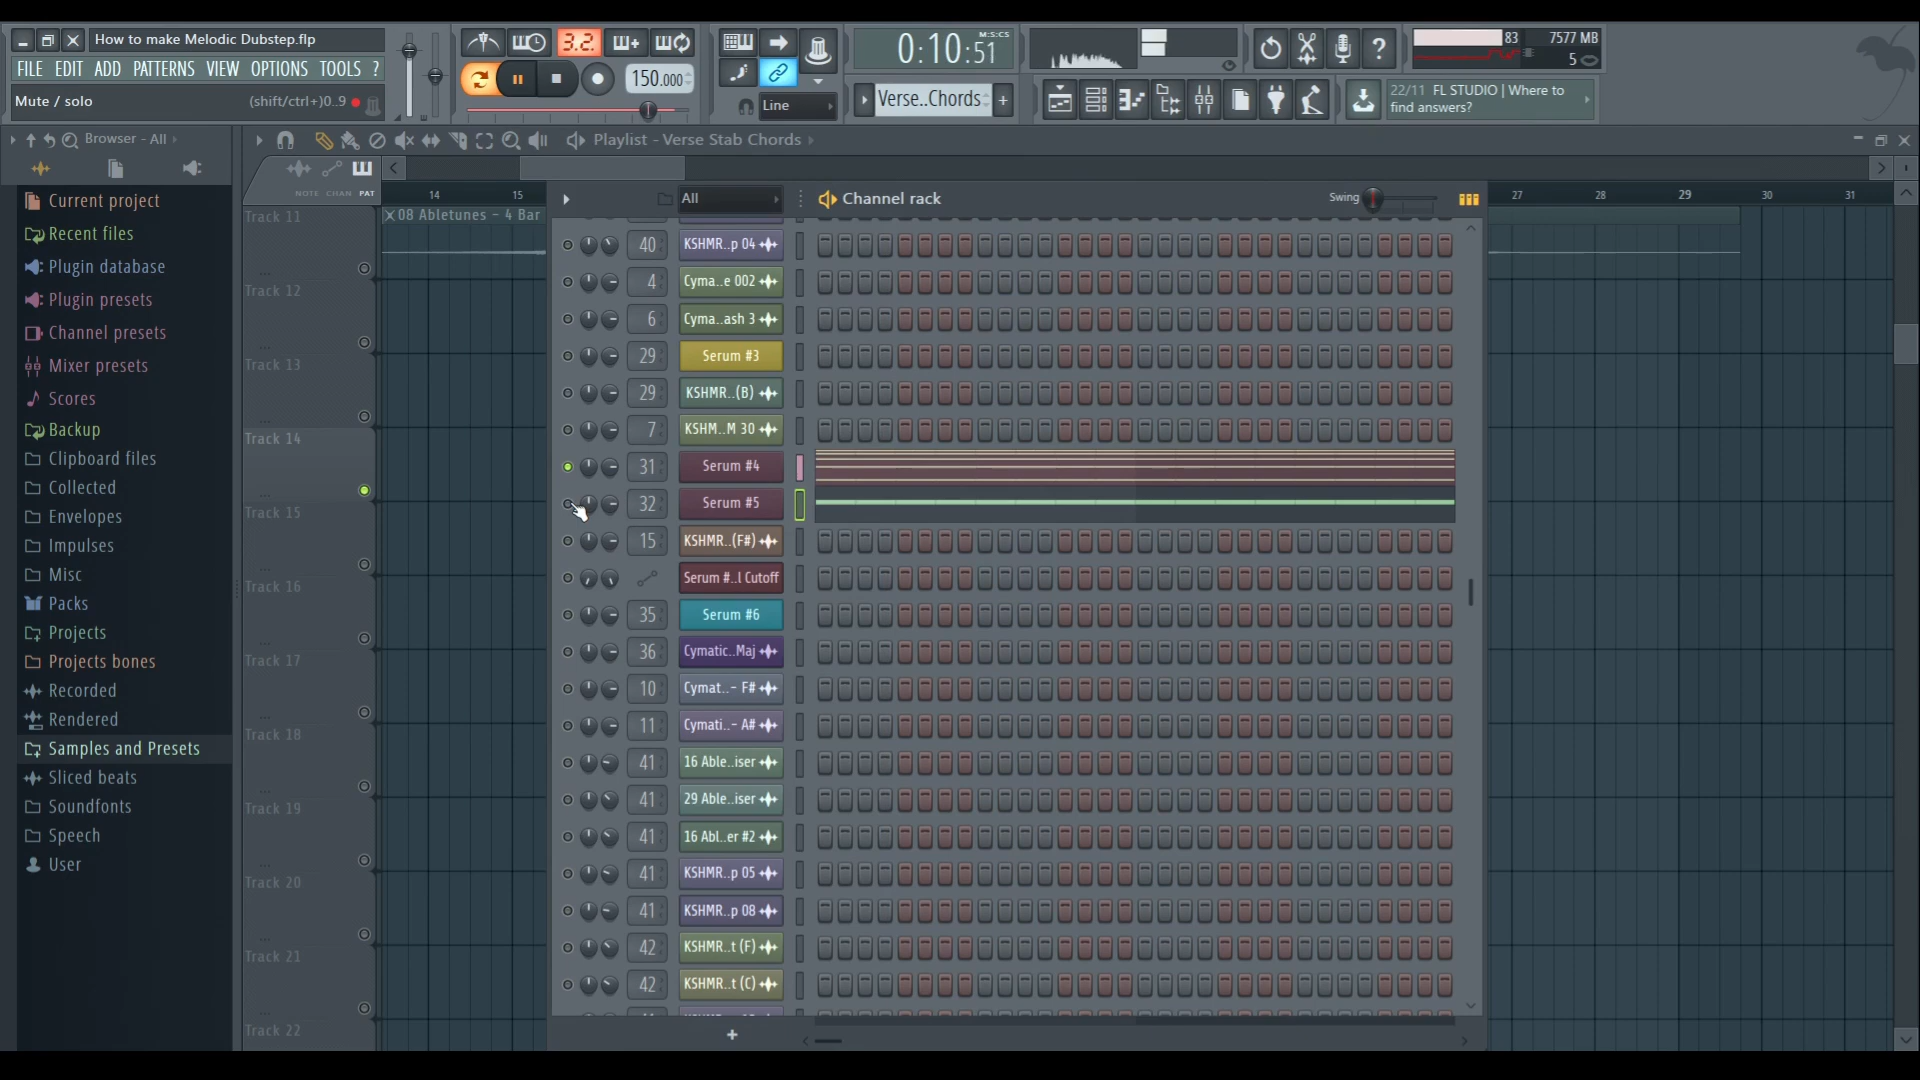 How to make Melodic Dubstep.flp
FILE EDIT ADD PATTERNS VIEW OPTIONS TOOLS ?
Mute / solo (shift/ctrl+)0..9
3.2.
150.000
Line
0:10:51
M:S:CS
Verse..Chords
83 7577 MB
5
22/11 FL STUDIO | Where to
find answers?
Browser - All
Playlist - Verse Stab Chords
NOTE CHAN PAT
Current project
Recent files
Plugin database
Plugin presets
Channel presets
Mixer presets
Scores
Backup
Clipboard files
Collected
Envelopes
Impulses
Misc
Packs
Projects
Projects bones
Recorded
Rendered
Samples and Presets
Sliced beats
Soundfonts
Speech
User
14 15
27 28 29 30 31
08 Abletunes - 4 Bar
Track 11
Track 12
Track 13
Track 14
Track 15
Track 16
Track 17
Track 18
Track 19
Track 20
Track 21
Track 22
All
Channel rack
Swing
40 KSHMR..p 04
4 Cyma..e 002
6 Cyma..ash 3
29 Serum #3
29 KSHMR..(B)
7 KSHM..M 30
31 Serum #4
32 Serum #5
15 KSHMR..(F#)
Serum #..l Cutoff
35 Serum #6
36 Cymatic..Maj
10 Cymat..- F#
11 Cymati..- A#
41 16 Able..iser
41 29 Able..iser
41 16 Abl..er #2
41 KSHMR..p 05
41 KSHMR..p 08
42 KSHMR..t (F)
42 KSHMR..t (C)